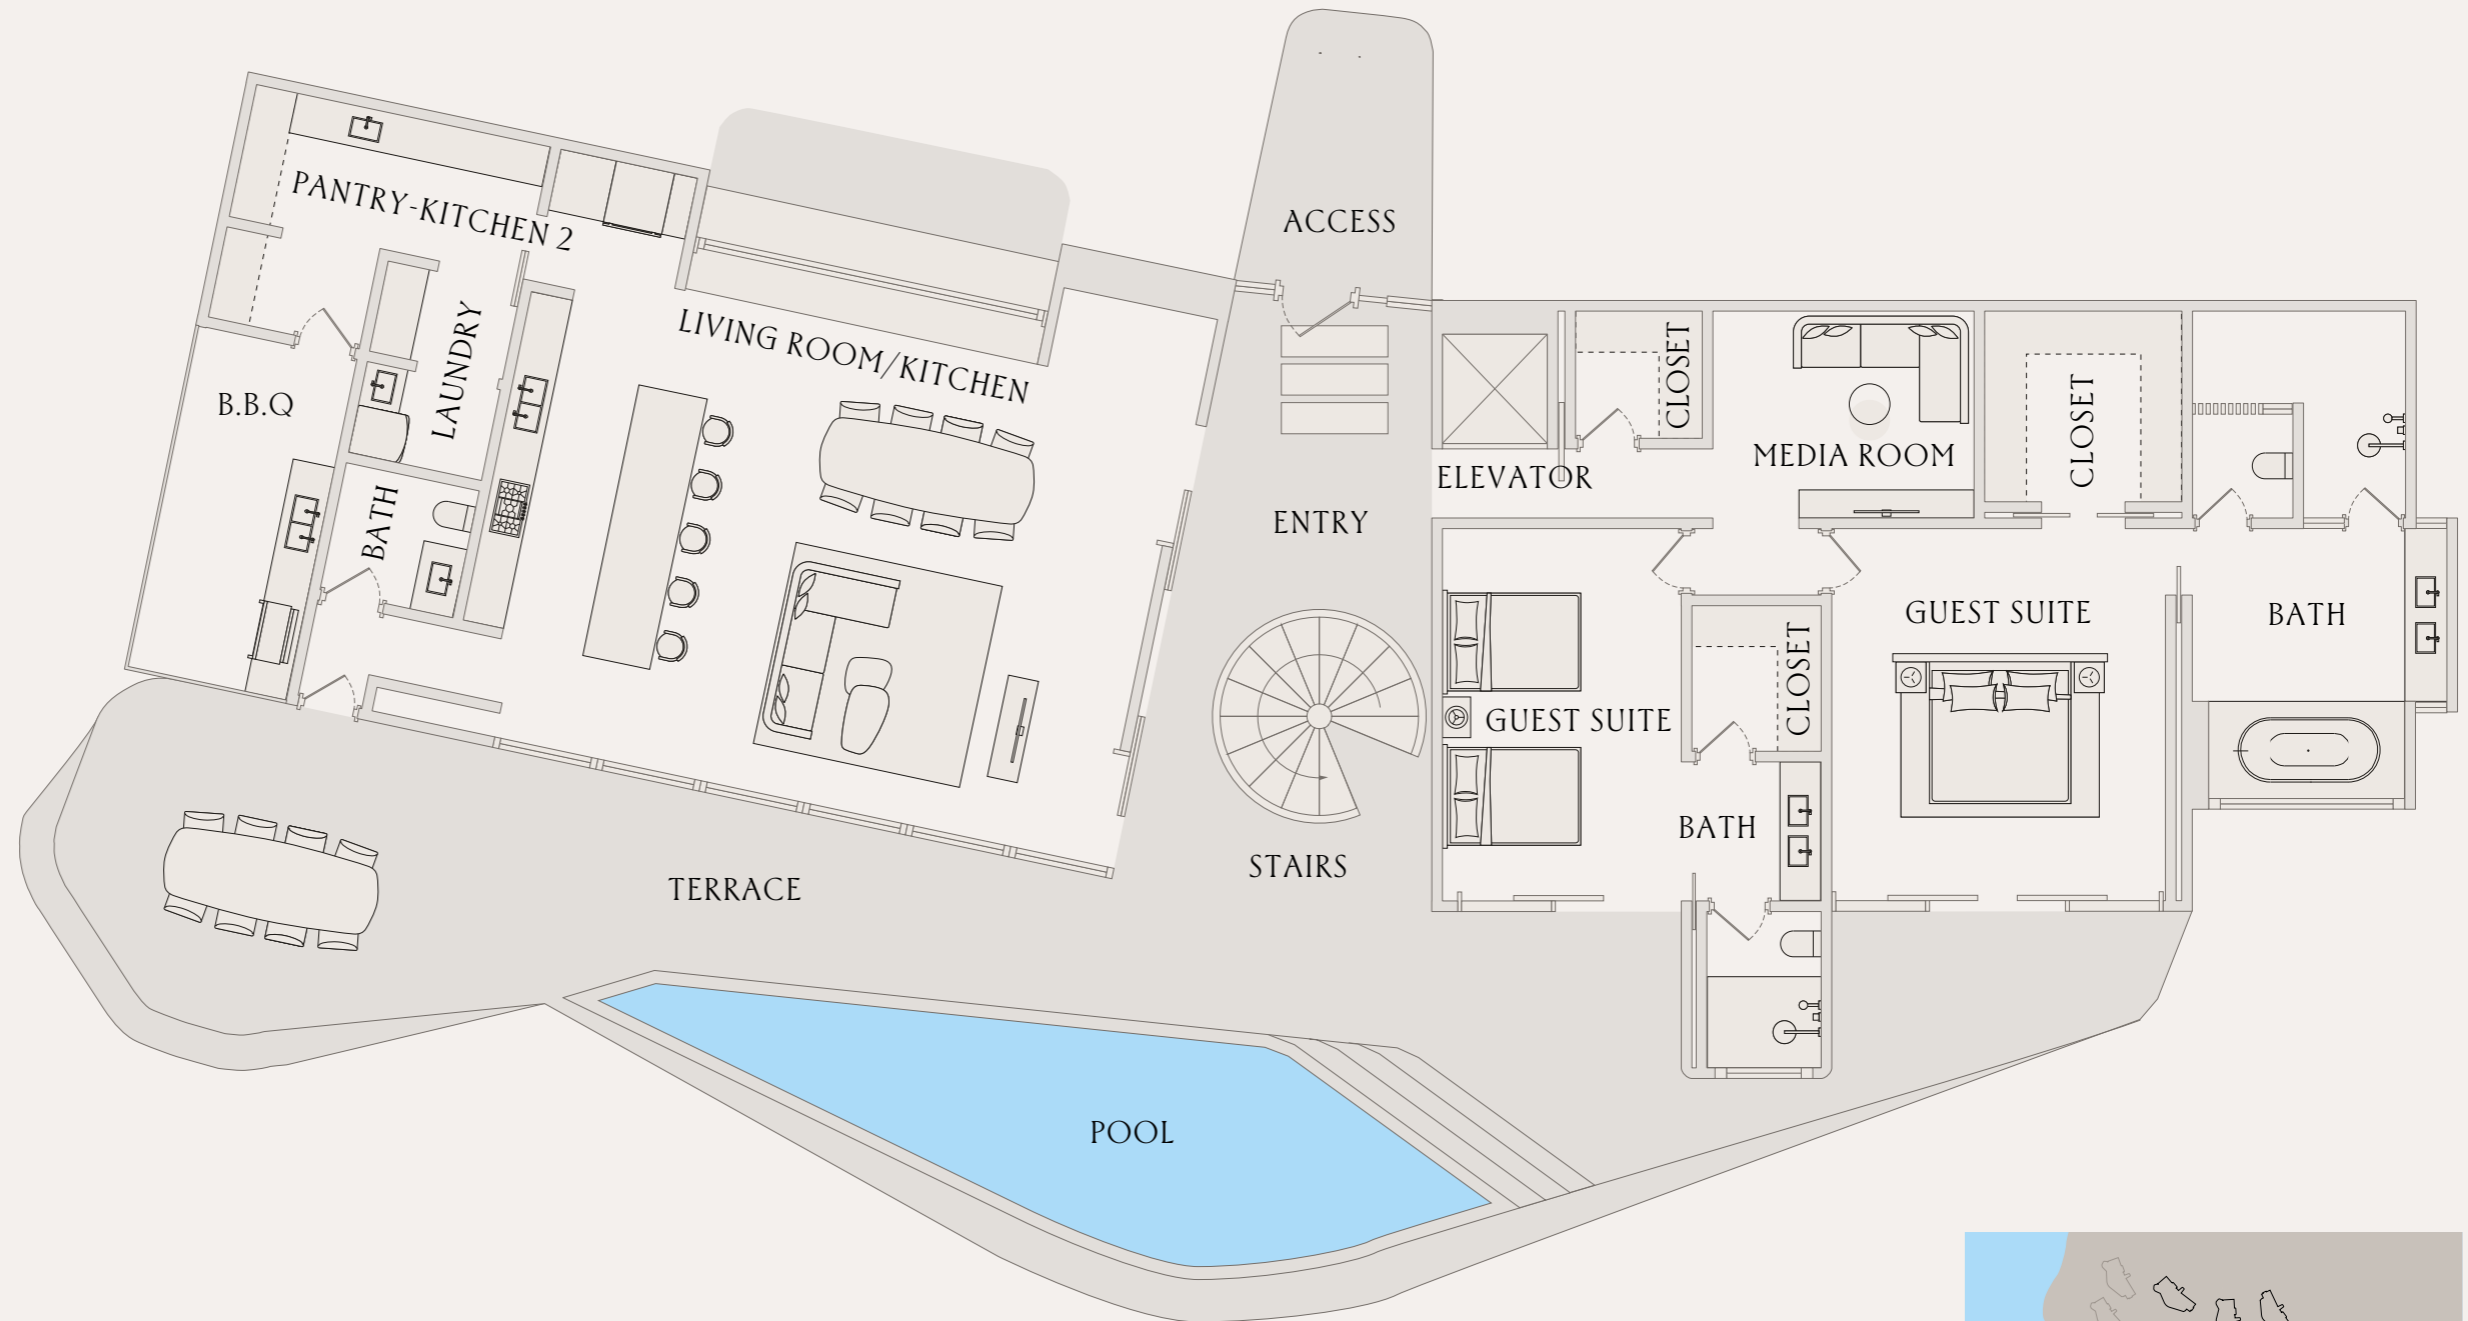 ACCESS
PANTRY-KITCHEN 2
LIVING ROOM/KITCHEN
LAUNDRY
B.B.Q
BATH
CLOSET
MEDIA ROOM
CLOSET
ELEVATOR
ENTRY
GUEST SUITE
BATH
CLOSET
GUEST SUITE
BATH
STAIRS
TERRACE
POOL